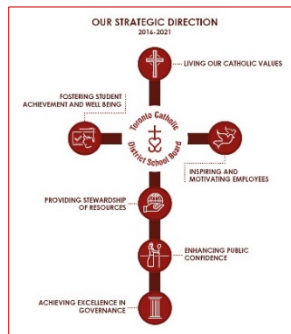 OUR STRATEGIC DIRECTION
2016-2021
LIVING OUR CATHOLIC VALUES
FOSTERING STUDENT
ACHIEVEMENT AND WELL BEING
Toronto Catholic
District School Board
INSPIRING AND
MOTIVATING EMPLOYEES
PROVIDING STEWARDSHIP
OF RESOURCES
ENHANCING PUBLIC
CONFIDENCE
ACHIEVING EXCELLENCE IN
GOVERNANCE